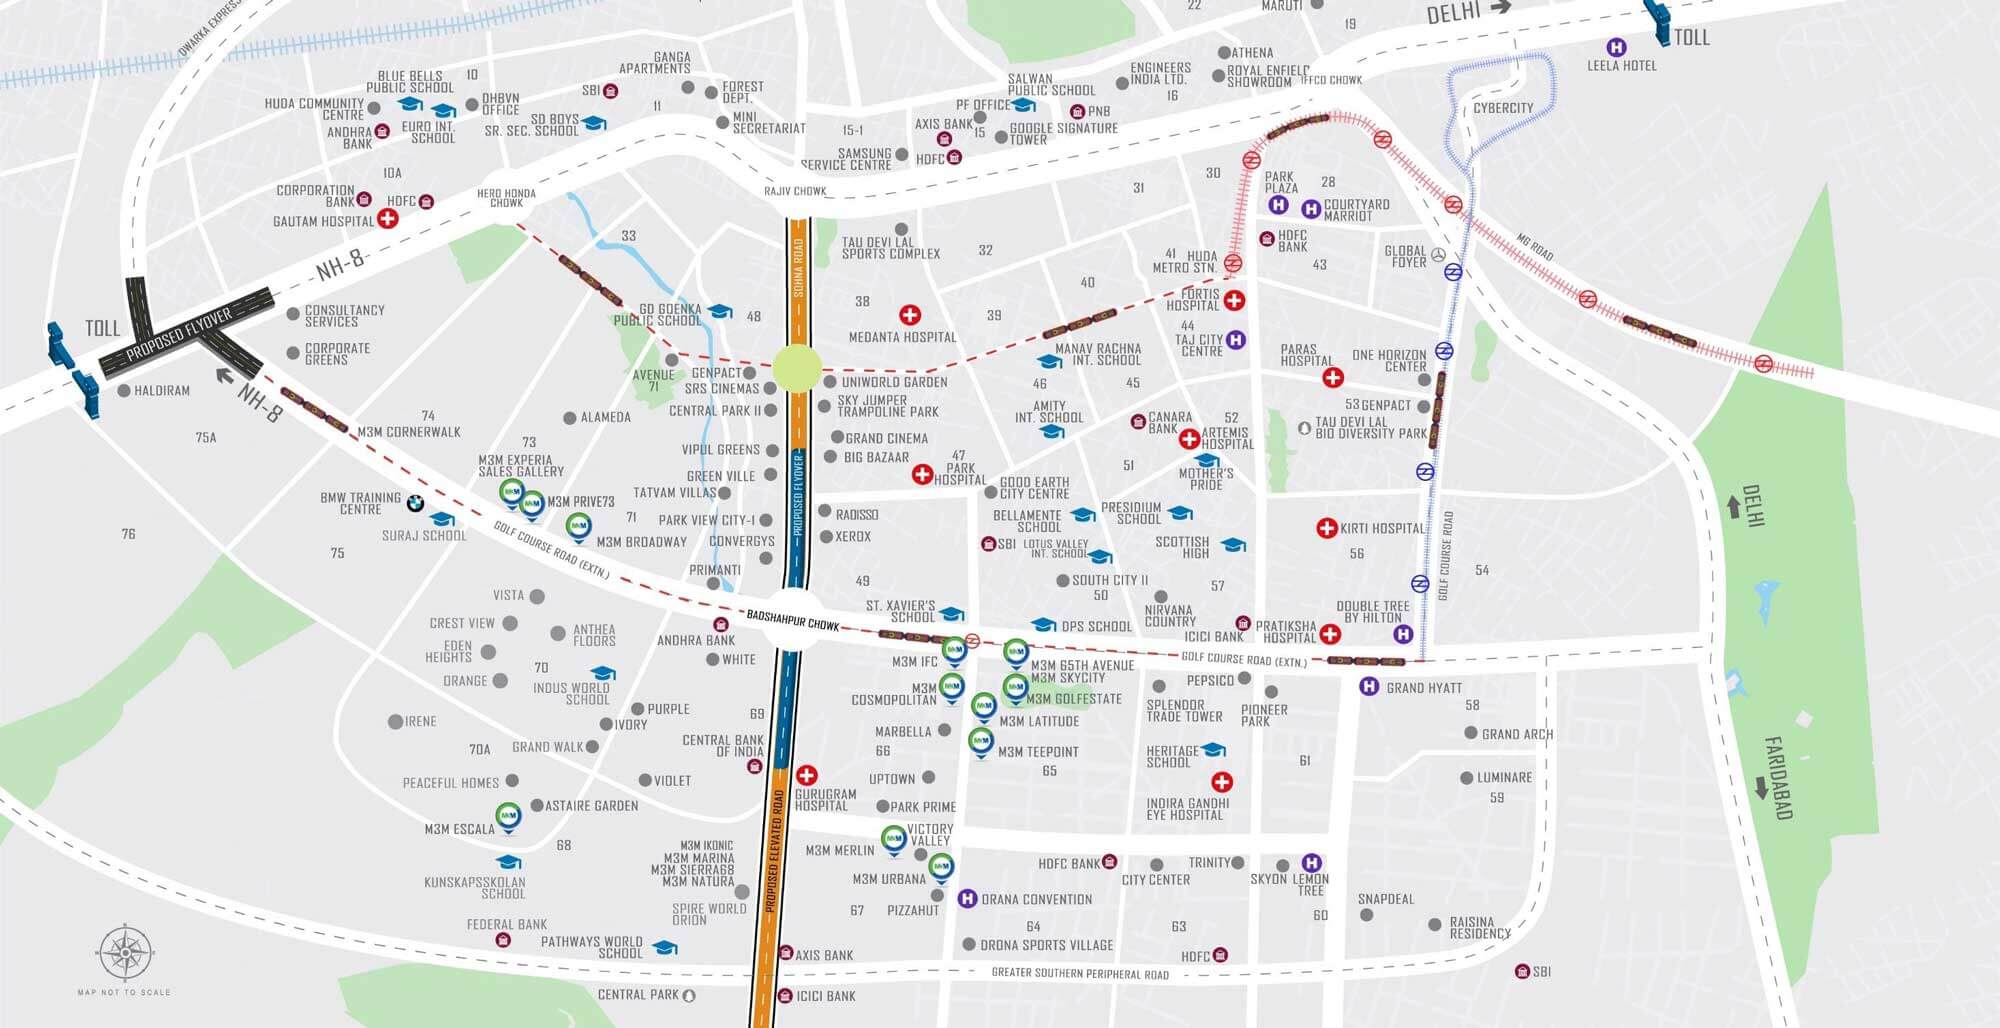 DWARKA EXPRES
22
MARUTI
19
DELHI
TOLL
LEELA HOTEL
BLUE BELLS
PUBLIC SCHOOL
10
HUDA COMMUNITY
CENTRE
DHBVN
OFFICE
ANDHRA
BANK
EURO INT.
SCHOOL
SBI
SD BOYS
SR. SEC. SCHOOL
GANGA
APARTMENTS
11
FOREST
DEPT.
MINI
SECRETARIAT
15-1
SAMSUNG
SERVICE CENTRE
AXIS BANK
HDFC
PF OFFICE
15
SALWAN
PUBLIC SCHOOL
PNB
GOOGLE SIGNATURE
TOWER
ENGINEERS
INDIA LTD.
16
ATHENA
ROYAL ENFIELD
SHOWROOM
IFFCO CHOWK
CYBERCITY
10A
CORPORATION
BANK
HDFC
GAUTAM HOSPITAL
HERO HONDA
CHOWK
RAJIV CHOWK
31
30
PARK
PLAZA
28
COURTYARD
MARRIOT
HDFC
BANK
43
GLOBAL
FOYER
MG ROAD
NH-8
33
SOHNA ROAD
TAU DEVI LAL
SPORTS COMPLEX
32
41
HUDA
METRO STN.
40
TOLL
PROPOSED FLYOVER
CONSULTANCY
SERVICES
CORPORATE
GREENS
GD GOENKA
PUBLIC SCHOOL
48
38
MEDANTA HOSPITAL
39
FORTIS
HOSPITAL
44
TAJ CITY
CENTRE
PARAS
HOSPITAL
ONE HORIZON
CENTER
53
GENPACT
TAU DEVI LAL
BIO DIVERSITY PARK
HALDIRAM
NH-8
AVENUE
71
GENPACT
SRS CINEMAS
UNIWORLD GARDEN
SKY JUMPER
TRAMPOLINE PARK
MANAV RACHNA
INT. SCHOOL
46
45
AMITY
INT. SCHOOL
CANARA
BANK
52
ARTEMIS
HOSPITAL
75A
74
M3M CORNERWALK
ALAMEDA
CENTRAL PARK II
GRAND CINEMA
BIG BAZAAR
47
PARK
HOSPITAL
51
MOTHER'S
PRIDE
73
M3M EXPERIA
SALES GALLERY
M3M PRIVE73
VIPUL GREENS
GREEN VILLE
TATVAM VILLAS
PROPOSED FLYOVER
GOOD EARTH
CITY CENTRE
BMW TRAINING
CENTRE
SURAJ SCHOOL
71
M3M BROADWAY
PARK VIEW CITY-I
CONVERGYS
RADISSO
XEROX
BELLAMENTE
SCHOOL
PRESIDIUM
SCHOOL
SBI
LOTUS VALLEY
INT. SCHOOL
SCOTTISH
HIGH
KIRTI HOSPITAL
56
54
GOLF COURSE ROAD
DELHI
76
75
GOLF COURSE ROAD (EXTN.)
PRIMANTI
49
SOUTH CITY II
50
57
NIRVANA
COUNTRY
ICICI BANK
PRATIKSHA
HOSPITAL
DOUBLE TREE
BY HILTON
VISTA
CREST VIEW
ANTHEA
FLOORS
EDEN
HEIGHTS
ORANGE
70
INDUS WORLD
SCHOOL
BADSHAHPUR CHOWK
ANDHRA BANK
WHITE
ST. XAVIER'S
SCHOOL
DPS SCHOOL
M3M IFC
M3M 65TH AVENUE
M3M SKYCITY
GOLF COURSE ROAD (EXTN.)
PEPSICO
GRAND HYATT
M3M
COSMOPOLITAN
M3M GOLFESTATE
M3M LATITUDE
M3M TEEPOINT
SPLENDOR
TRADE TOWER
PIONEER
PARK
58
GRAND ARCH
IRENE
PURPLE
IVORY
69
70A
GRAND WALK
CENTRAL BANK
OF INDIA
MARBELLA
66
65
HERITAGE
SCHOOL
61
FARIDABAD
PEACEFUL HOMES
VIOLET
UPTOWN
GURUGRAM
HOSPITAL
PARK PRIME
INDIRA GANDHI
EYE HOSPITAL
LUMINARE
59
ASTAIRE GARDEN
M3M ESCALA
68
PROPOSED ELEVATED ROAD
VICTORY
VALLEY
M3M MERLIN
M3M URBANA
M3M IKONIC
M3M MARINA
M3M SIERRA68
M3M NATURA
KUNSKAPSSKOLAN
SCHOOL
SPIRE WORLD
ORION
67
PIZZAHUT
ORANA CONVENTION
HDFC BANK
CITY CENTER
TRINITY
SKYON
LEMON
TREE
SNAPDEAL
60
RAISINA
RESIDENCY
FEDERAL BANK
PATHWAYS WORLD
SCHOOL
64
63
DRONA SPORTS VILLAGE
HDFC
AXIS BANK
GREATER SOUTHERN PERIPHERAL ROAD
SBI
MAP NOT TO SCALE
CENTRAL PARK
ICICI BANK